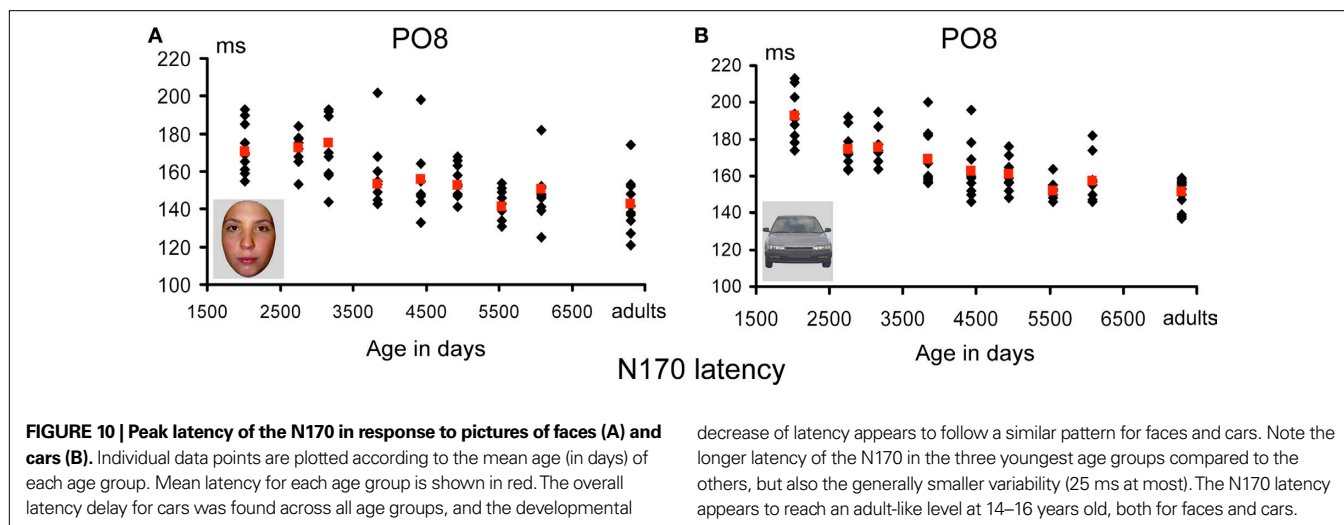 A
ms
PO8
220
200
180
160
140
120
100
1500 2500 3500 4500 5500 6500 adults
Age in days
B
ms
PO8
220
200
180
160
140
120
100
1500 2500 3500 4500 5500 6500 adults
Age in days
N170 latency
FIGURE 10 | Peak latency of the N170 in response to pictures of faces (A) and
cars (B). Individual data points are plotted according to the mean age (in days) of
each age group. Mean latency for each age group is shown in red. The overall
latency delay for cars was found across all age groups, and the developmental
decrease of latency appears to follow a similar pattern for faces and cars. Note the
longer latency of the N170 in the three youngest age groups compared to the
others, but also the generally smaller variability (25 ms at most). The N170 latency
appears to reach an adult-like level at 14–16 years old, both for faces and cars.